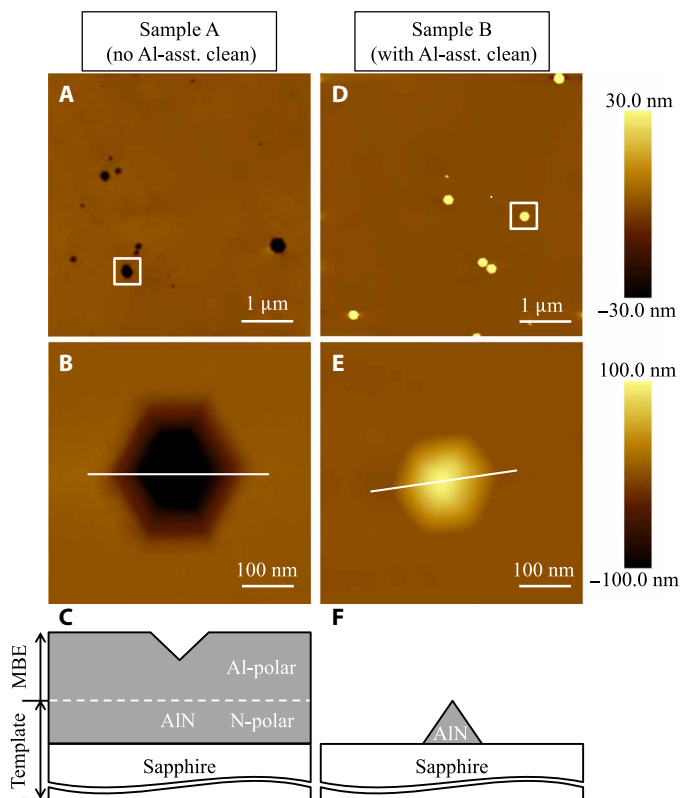 Sample A
(no Al-asst. clean)
Sample B
(with Al-asst. clean)
A
1 μm
D
1 μm
30.0 nm
−30.0 nm
B
100 nm
E
100 nm
100.0 nm
−100.0 nm
C
MBE
Template
Al-polar
AlN
N-polar
Sapphire
F
AlN
Sapphire